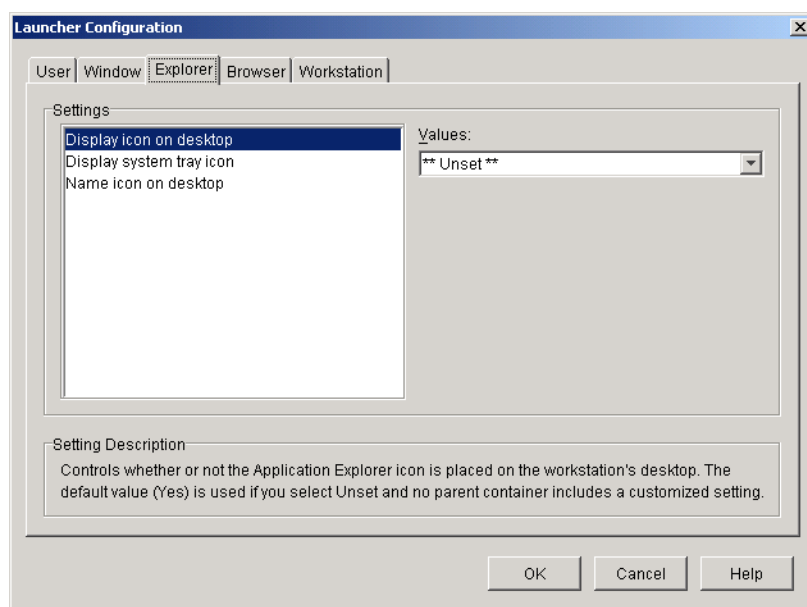 Launcher Configuration
User Window Explorer Browser Workstation
Settings
Display icon on desktop
Display system tray icon
Name icon on desktop
Values:
** Unset **
Setting Description
Controls whether or not the Application Explorer icon is placed on the workstation's desktop. The
default value (Yes) is used if you select Unset and no parent container includes a customized setting.
OK Cancel Help